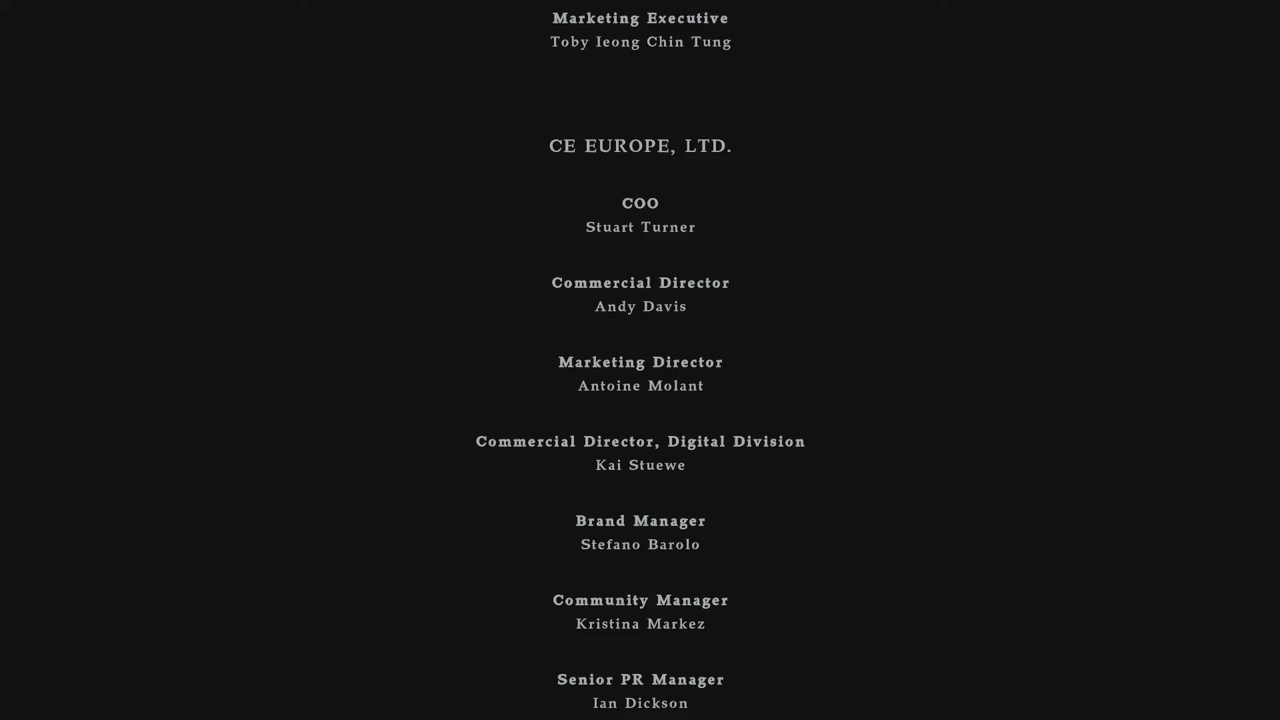 Marketing Executive
Toby Ieong Chin Tung
CE EUROPE, LTD.
COO
Stuart Turner
Commercial Director
Andy Davis
Marketing Director
Antoine Molant
Commercial Director, Digital Division
Kai Stuewe
Brand Manager
Stefano Barolo
Community Manager
Kristina Markez
Senior PR Manager
Ian Dickson